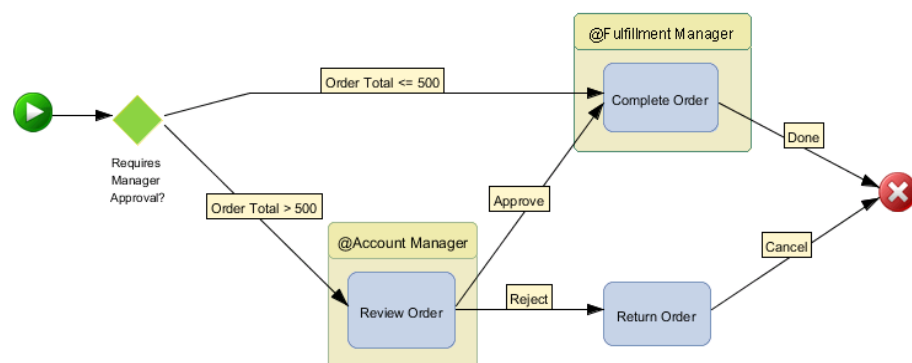 @Fulfillment Manager
Order Total <= 500
Complete Order
Requires
Manager
Approval?
Done
Order Total > 500
Approve
@Account Manager
Cancel
Reject
Review Order
Return Order